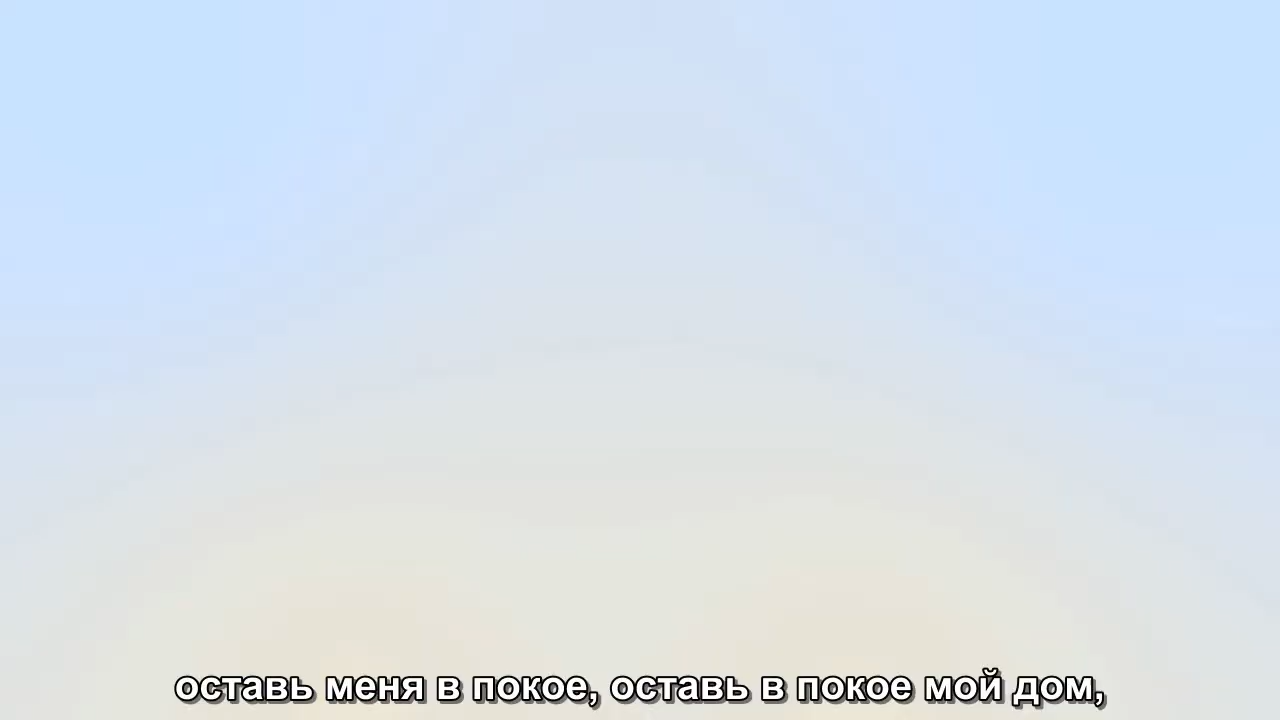 оставь меня в покое, оставь в покое мой дом,